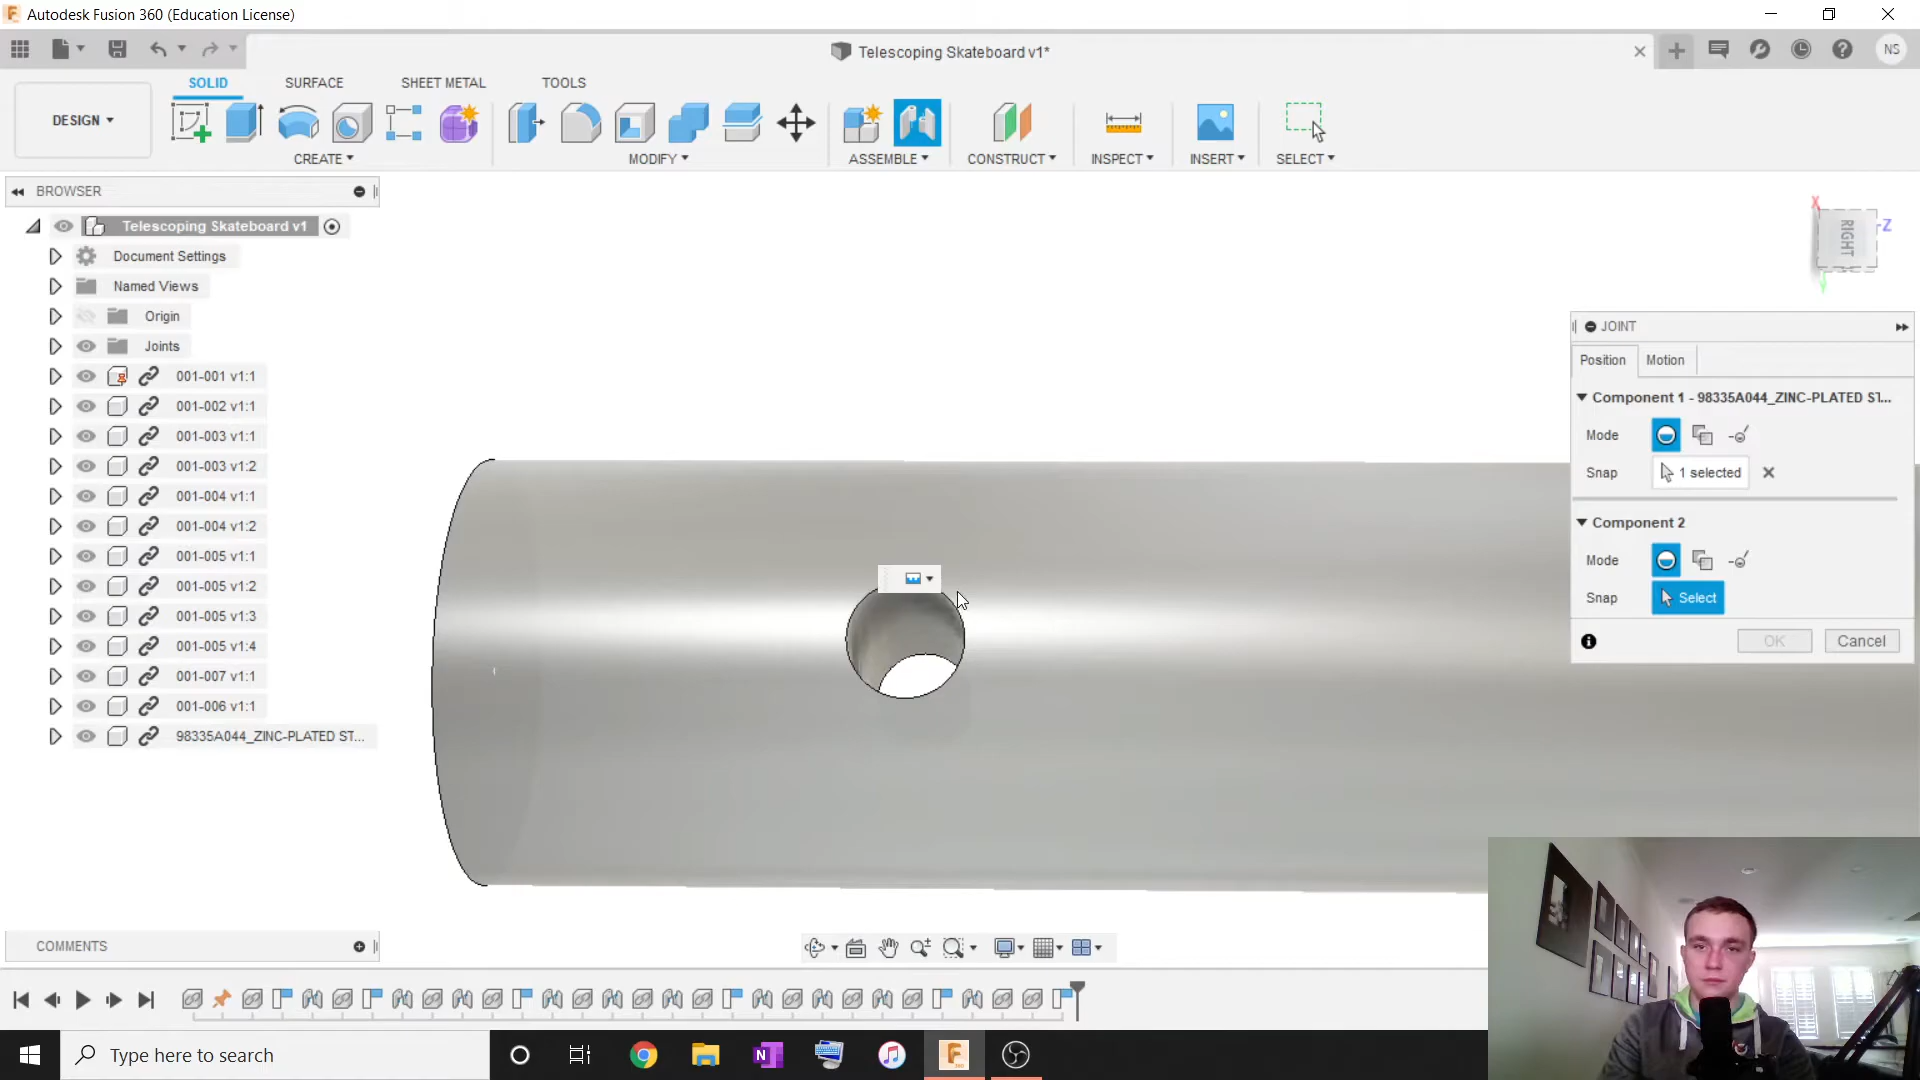 Autodesk Fusion 360 (Education License)
Telescoping Skateboard v1*
NS
DESIGN
SOLID
SURFACE
SHEET METAL
TOOLS
CREATE
MODIFY
ASSEMBLE
CONSTRUCT
INSPECT
INSERT
SELECT
BROWSER
Telescoping Skateboard v1
Document Settings
Named Views
Origin
Joints
001-001 v1:1
001-002 v1:1
001-003 v1:1
001-003 v1:2
001-004 v1:1
001-004 v1:2
001-005 v1:1
001-005 v1:2
001-005 v1:3
001-005 v1:4
001-007 v1:1
001-006 v1:1
98335A044_ZINC-PLATED ST...
X
Z
RIGHT
Y
JOINT
Position
Motion
Component 1 - 98335A044_ZINC-PLATED ST...
Mode
Snap
1 selected
Component 2
Mode
Snap
Select
OK
Cancel
COMMENTS
Type here to search